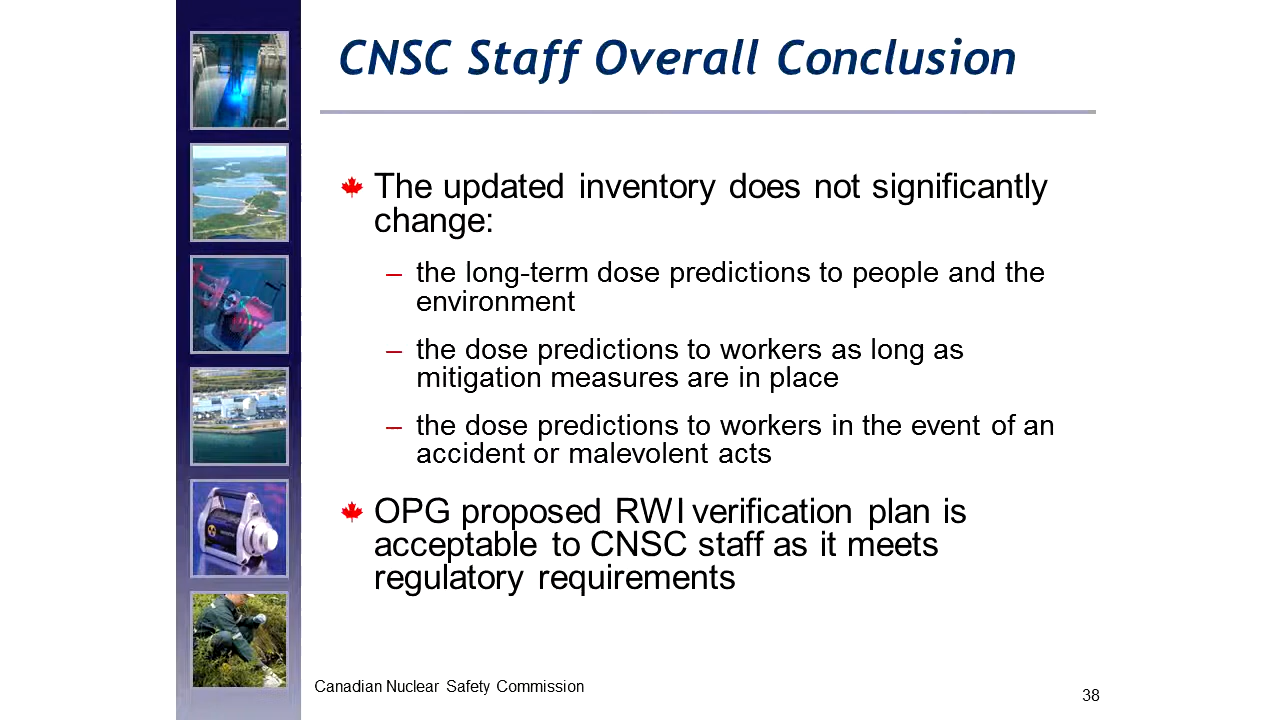 CNSC Staff Overall Conclusion
The updated inventory does not significantly
change:
– the long-term dose predictions to people and the
environment
– the dose predictions to workers as long as
mitigation measures are in place
– the dose predictions to workers in the event of an
accident or malevolent acts
OPG proposed RWI verification plan is
acceptable to CNSC staff as it meets
regulatory requirements
Canadian Nuclear Safety Commission
38